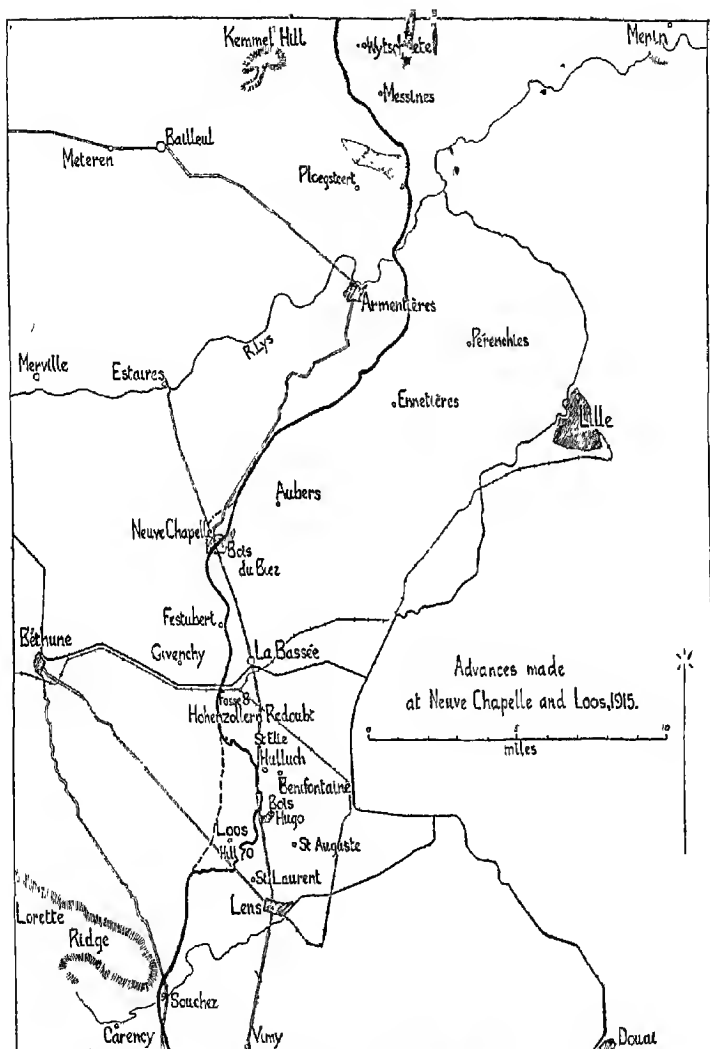 Kemmel Hill
Wytschaete
Menin
Messines
Bailleul
Meteren
Ploegsteert
Armentières
R. Lys
Pérenchies
Merville
Estaires
Ennetières
Lille
Aubers
Neuve Chapelle
Bois
du Biez
Festubert
Béthune
Givenchy
La Bassée
Advances made
at Neuve Chapelle and Loos, 1915.
Fosse 8
Hohenzollern Redoubt
0 5 10
miles
St Elie
Hulluch
Benifontaine
Bois
Hugo
Loos
Hill 70
St Auguste
St Laurent
Lens
Lorette
Ridge
Souchez
Carency
Vimy
Douai